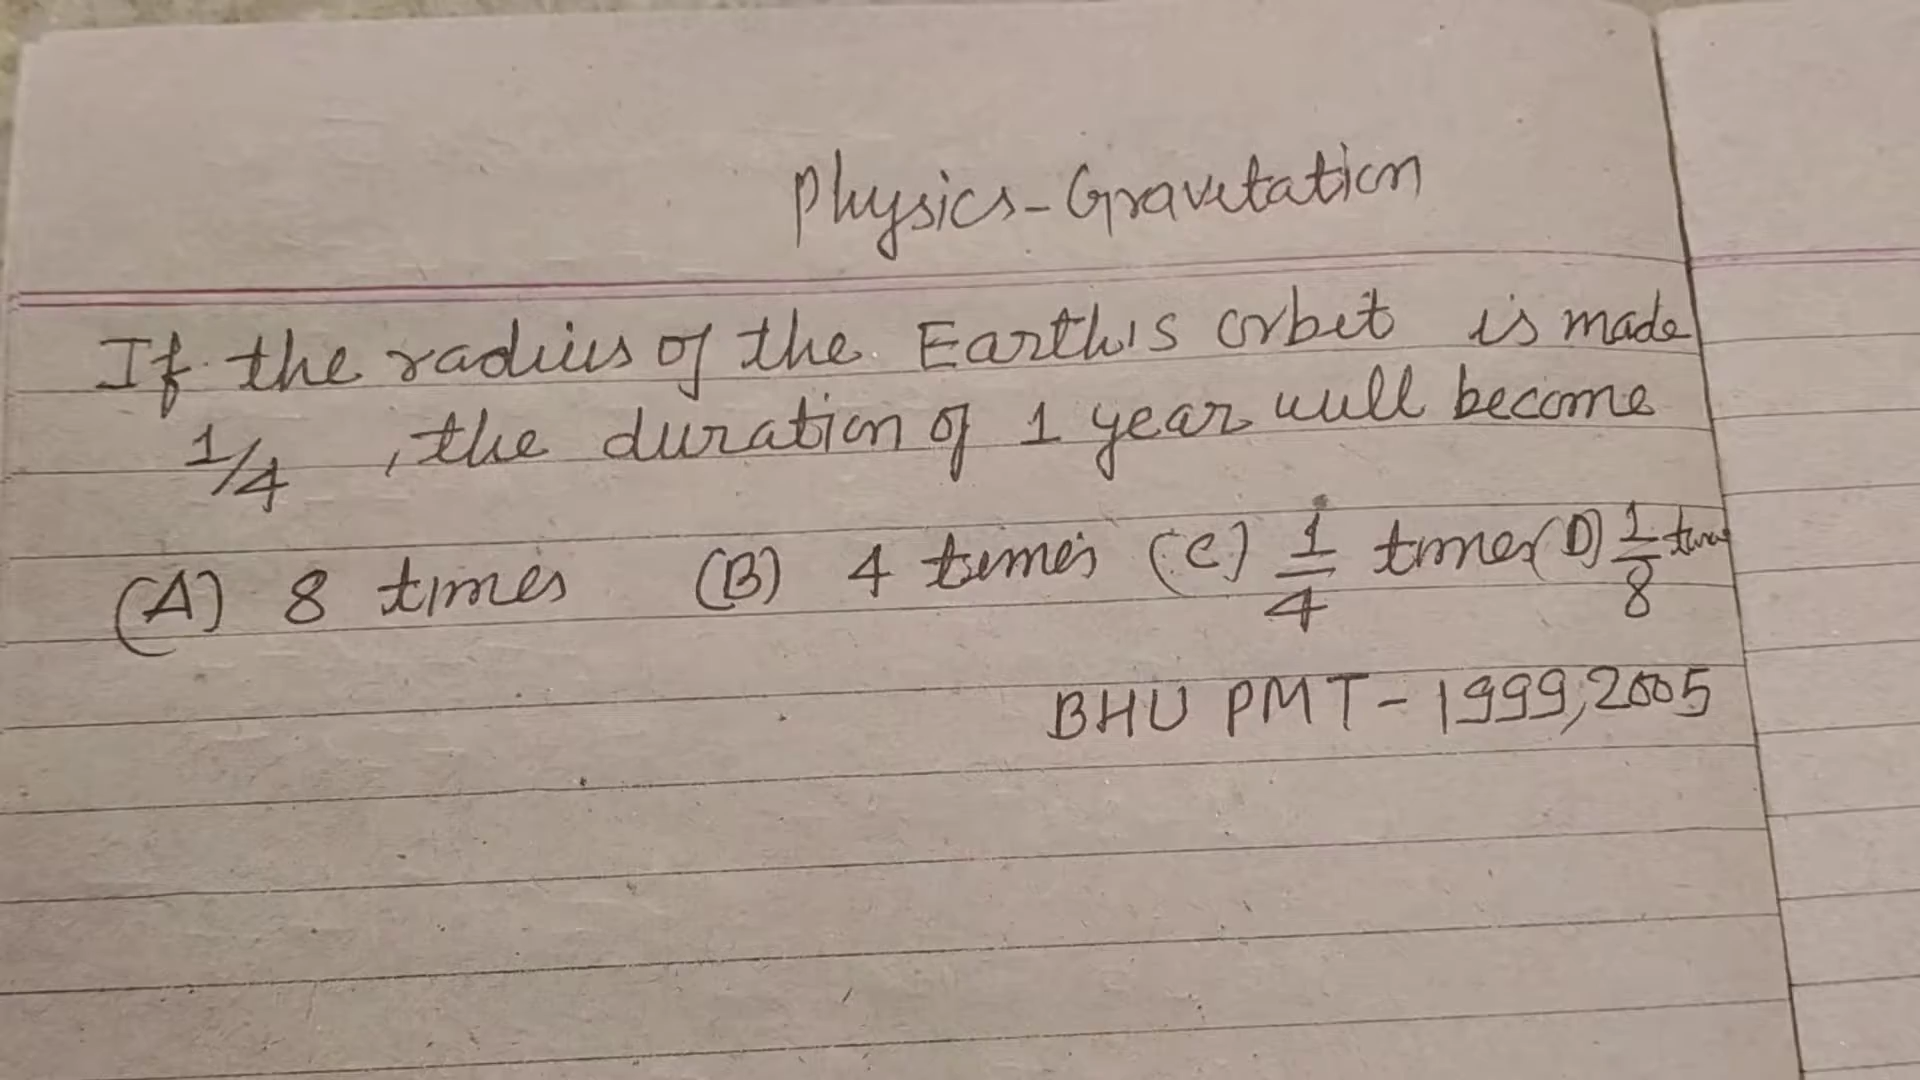 Physics-Gravitation
If the radius of the Earth's orbit is made
1/4 , the duration of 1 year will become
(A) 8 times (B) 4 times (C) 1/4 times (D) 1/8 times
BHU PMT - 1999, 2005